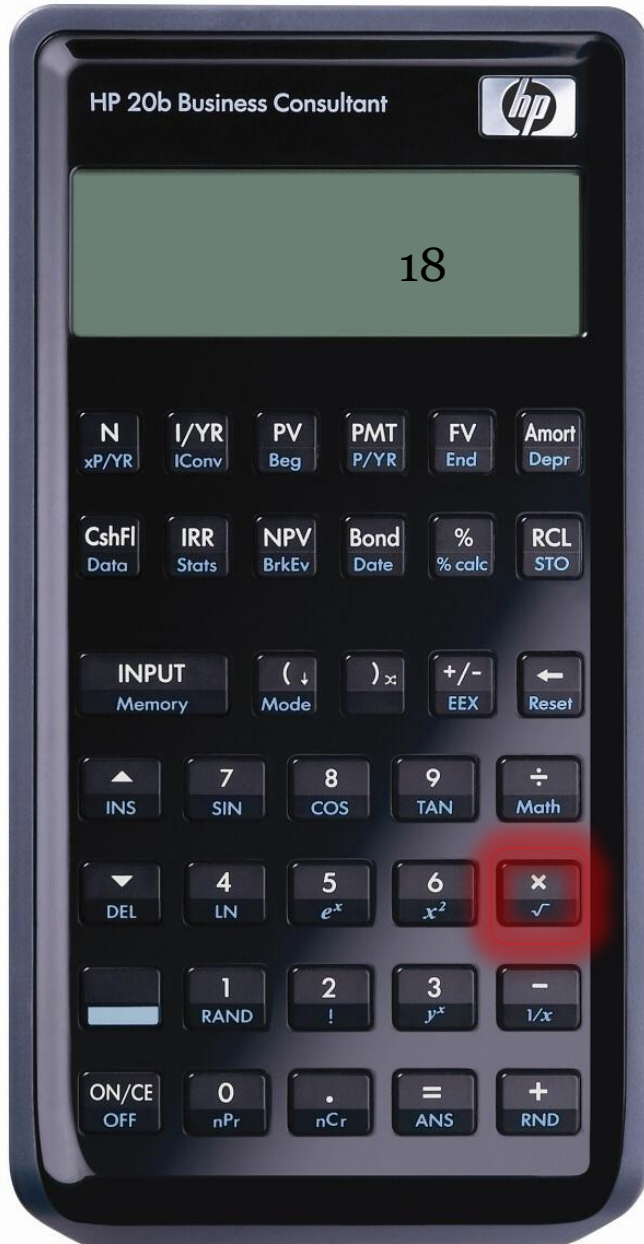 HP 20b Business Consultant
hp
18
N I/YR PV PMT FV Amort
xP/YR IConv Beg P/YR End Depr
CshFl IRR NPV Bond % RCL
Data Stats BrkEv Date % calc STO
INPUT ( ↓ ) +/- ←
Memory Mode EEX Reset
▲ 7 8 9 ÷
INS SIN COS TAN Math
▼ 4 5 6 ×
DEL LN eˣ x² √
1 2 3 −
RAND ! yˣ 1/x
ON/CE 0 . = +
OFF nPr nCr ANS RND